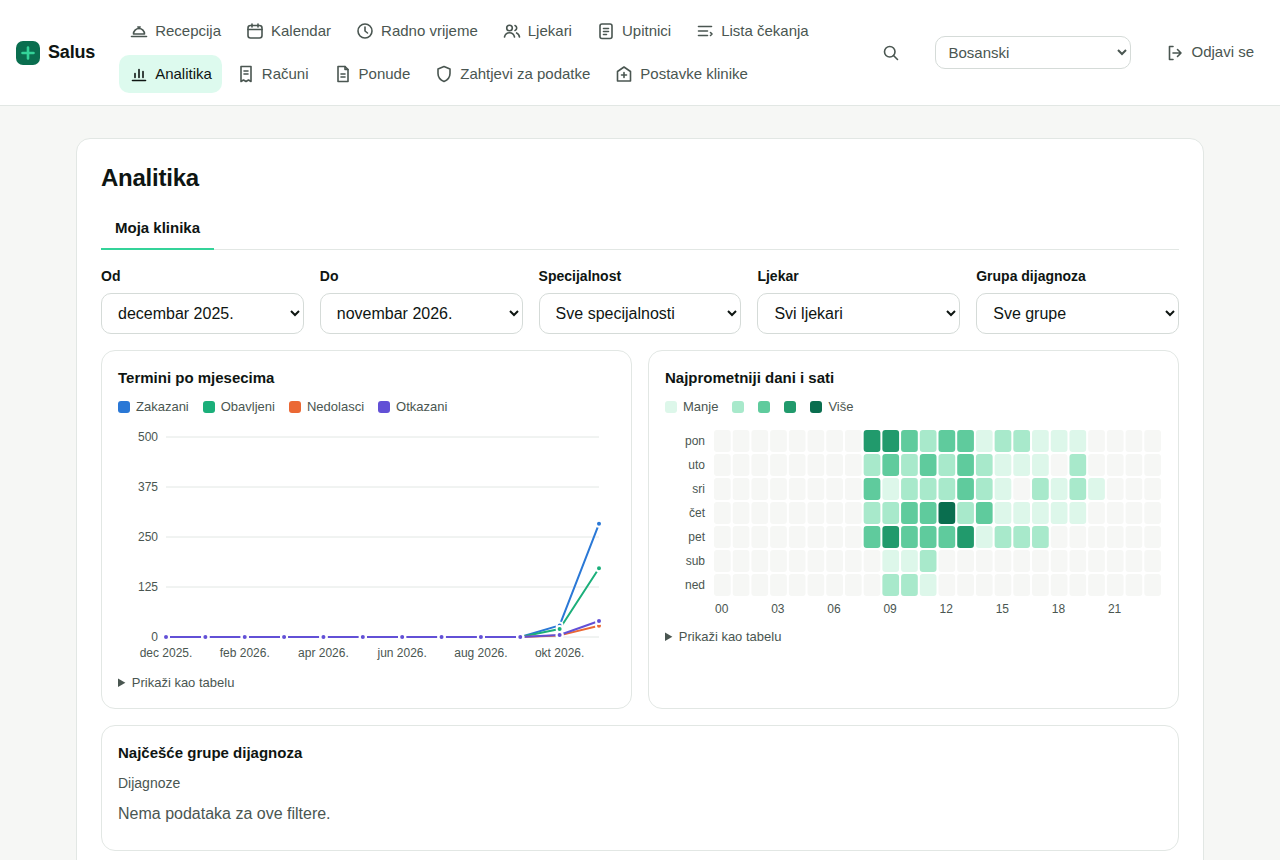 Salus
Recepcija Kalendar Radno vrijeme Ljekari Upitnici Lista čekanja
Analitika Računi Ponude Zahtjevi za podatke Postavke klinike
Bosanski
Odjavi se
Analitika
Moja klinika
Od Do Specijalnost Ljekar Grupa dijagnoza
decembar 2025. novembar 2026. Sve specijalnosti Svi ljekari Sve grupe
Termini po mjesecima
Zakazani Obavljeni Nedolasci Otkazani
500
375
250
125
0
dec 2025. feb 2026. apr 2026. jun 2026. aug 2026. okt 2026.
Prikaži kao tabelu
Najprometniji dani i sati
Manje Više
pon
uto
sri
čet
pet
sub
ned
00 03 06 09 12 15 18 21
Prikaži kao tabelu
Najčešće grupe dijagnoza
Dijagnoze
Nema podataka za ove filtere.